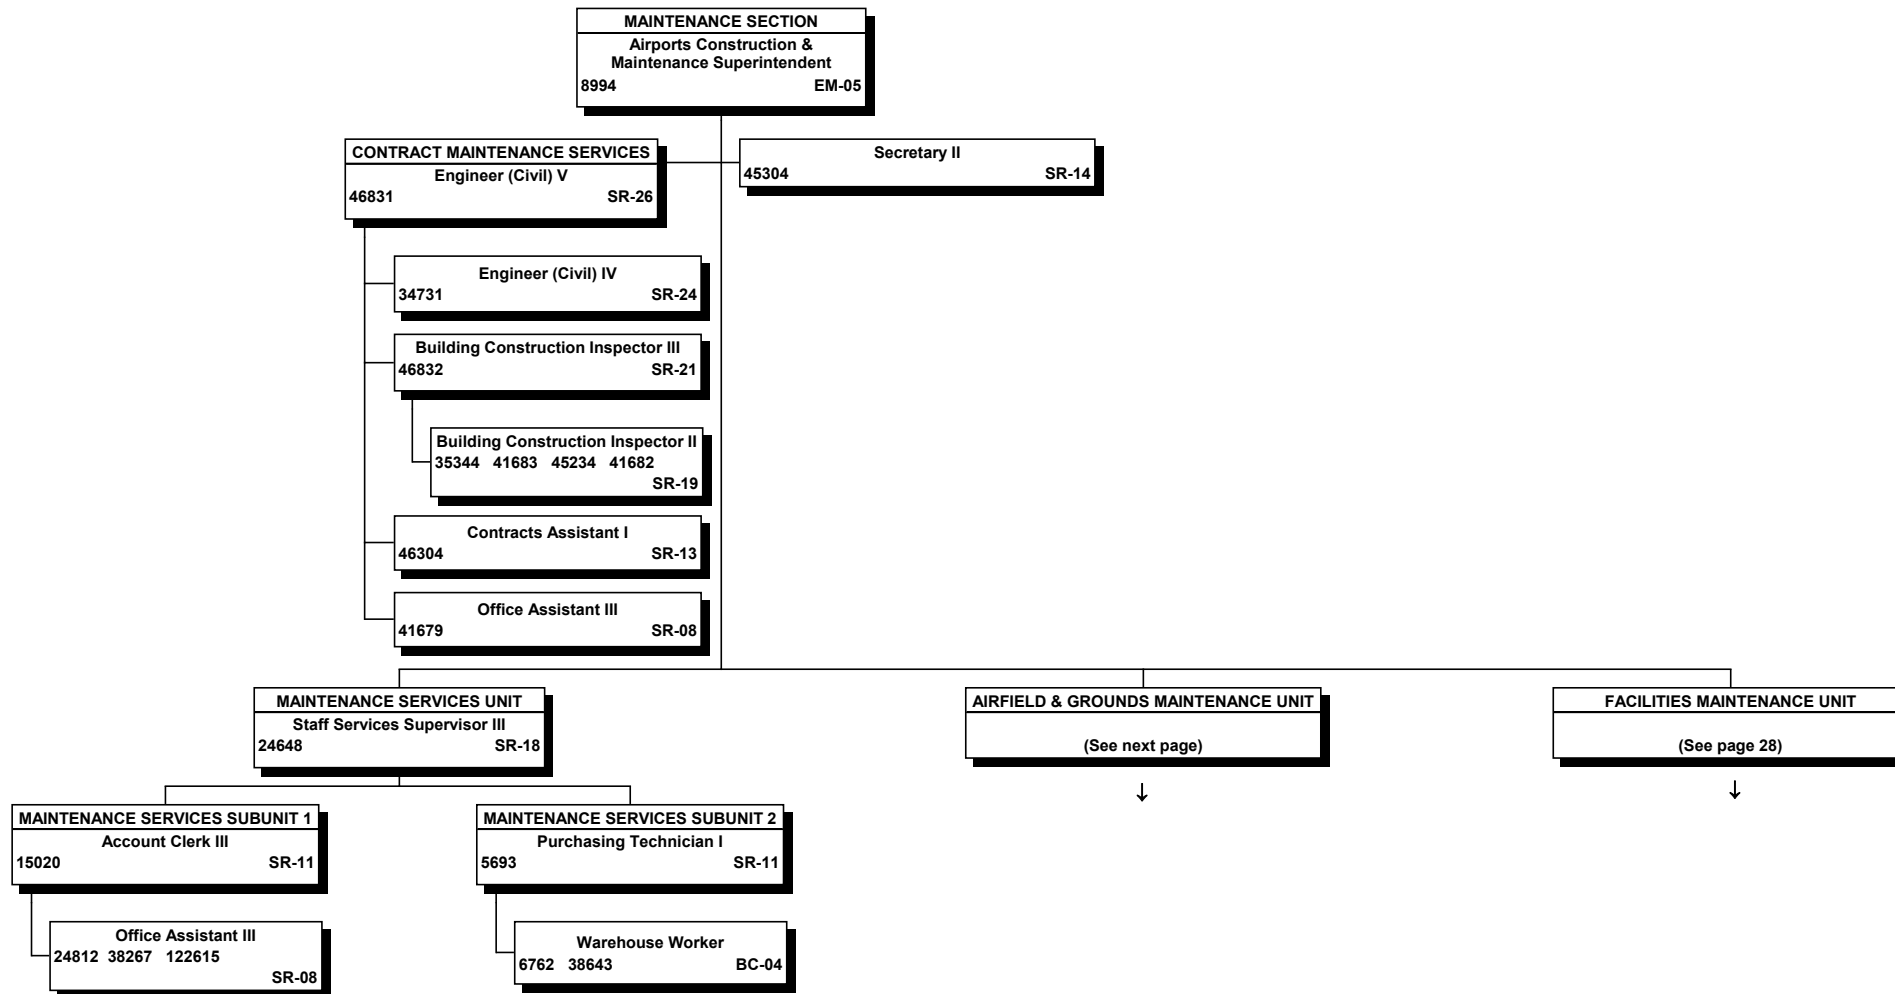 MAINTENANCE SECTION
Airports Construction &
Maintenance Superintendent
8994 EM-05
CONTRACT MAINTENANCE SERVICES
Engineer (Civil) V
46831 SR-26
Secretary II
45304 SR-14
Engineer (Civil) IV
34731 SR-24
Building Construction Inspector III
46832 SR-21
Building Construction Inspector II
35344 41683 45234 41682
SR-19
Contracts Assistant I
46304 SR-13
Office Assistant III
41679 SR-08
MAINTENANCE SERVICES UNIT
Staff Services Supervisor III
24648 SR-18
AIRFIELD & GROUNDS MAINTENANCE UNIT
(See next page)
↓
FACILITIES MAINTENANCE UNIT
(See page 28)
↓
MAINTENANCE SERVICES SUBUNIT 1
Account Clerk III
15020 SR-11
Office Assistant III
24812 38267 122615
SR-08
MAINTENANCE SERVICES SUBUNIT 2
Purchasing Technician I
5693 SR-11
Warehouse Worker
6762 38643 BC-04